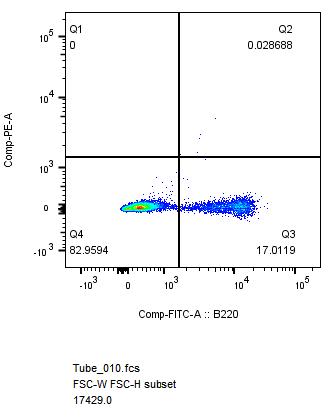 Q1
0
Q2
0.028688
Comp-PE-A
10^5
10^4
10^3
0
-10^3
Q4
82.9594
Q3
17.0119
-10^3
0
10^3
10^4
10^5
Comp-FITC-A :: B220
Tube_010.fcs
FSC-W FSC-H subset
17429.0